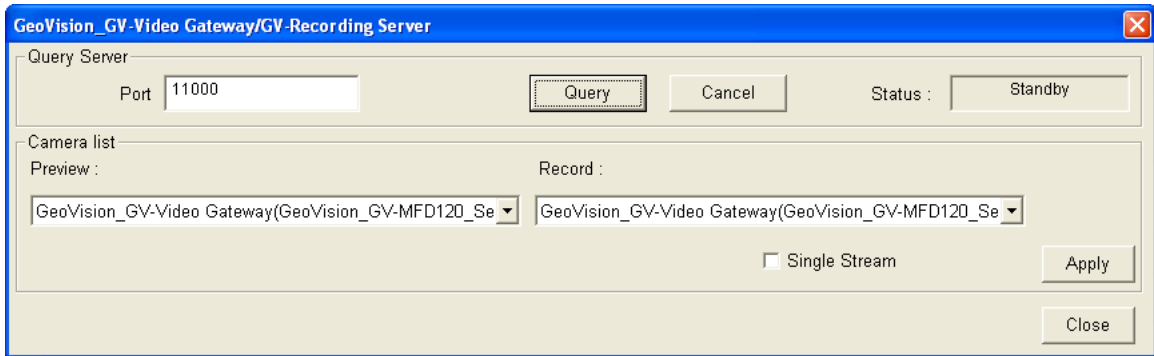 GeoVision_GV-Video Gateway/GV-Recording Server
Query Server
Port 11000 Query Cancel Status : Standby
Camera list
Preview : Record :
GeoVision_GV-Video Gateway(GeoVision_GV-MFD120_Se GeoVision_GV-Video Gateway(GeoVision_GV-MFD120_Se
Single Stream Apply
Close